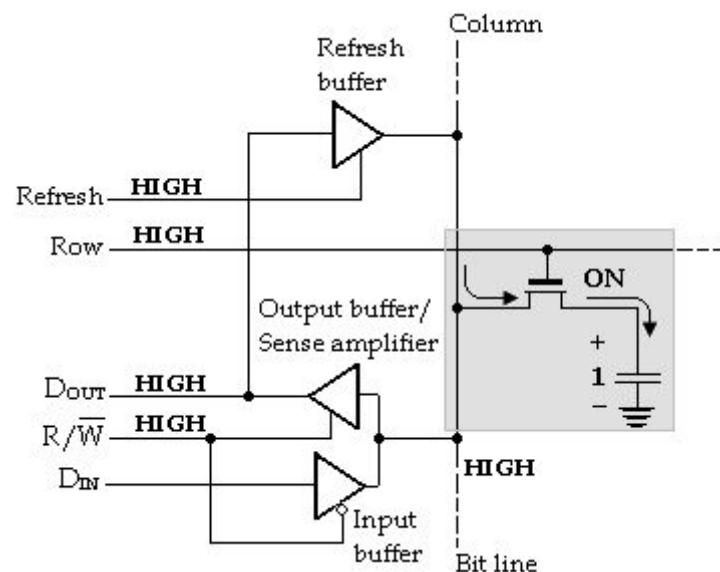 Column
Refresh
buffer
Refresh HIGH
Row HIGH
ON
Output buffer/
Sense amplifier
+
1
−
DOUT HIGH
R/W̅ HIGH
HIGH
DIN
Input
buffer
Bit line